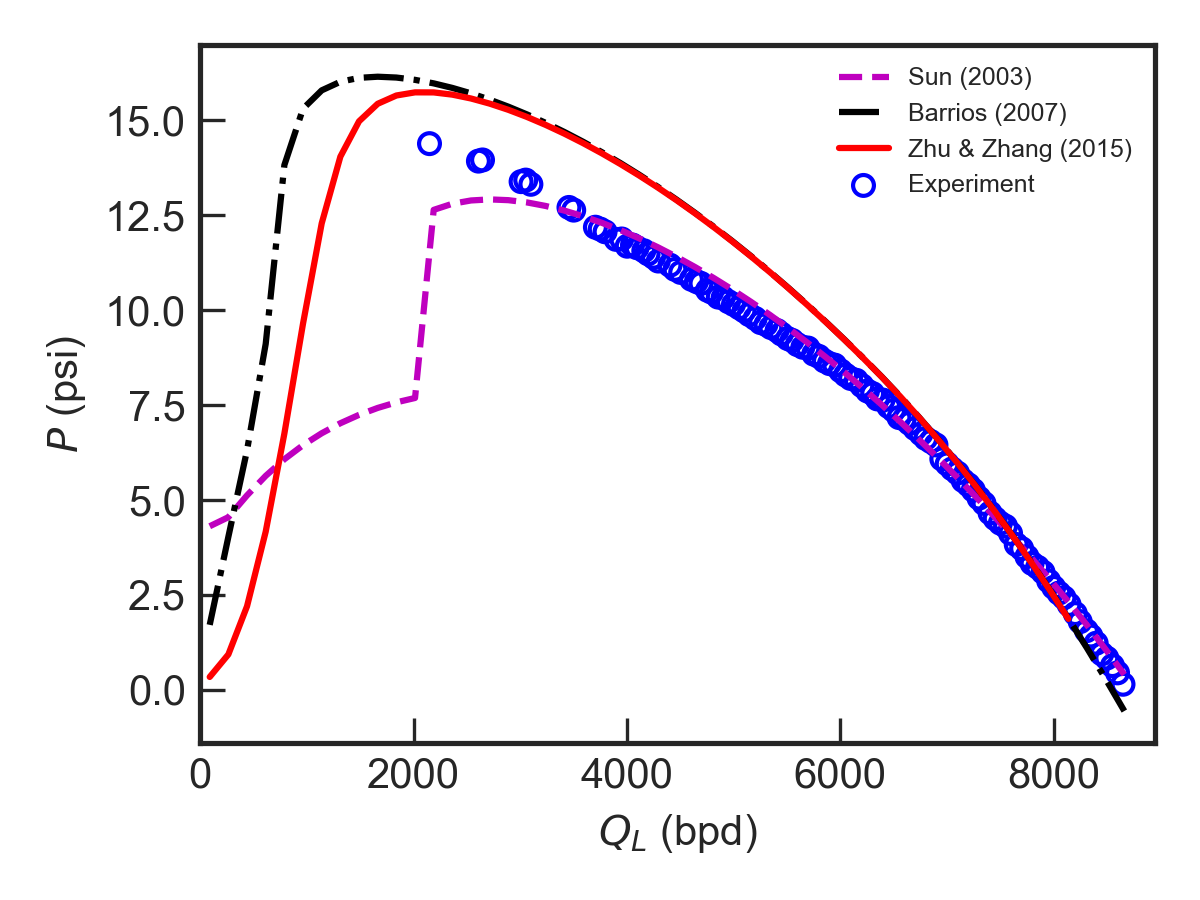 Sun (2003)
Barrios (2007)
Zhu & Zhang (2015)
Experiment
15.0
12.5
10.0
7.5
5.0
2.5
0.0
P (psi)
0 2000 4000 6000 8000
Q_L (bpd)